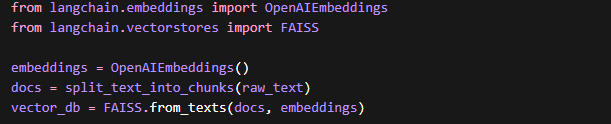 from langchain.embeddings import OpenAIEmbeddings
from langchain.vectorstores import FAISS
embeddings = OpenAIEmbeddings()
docs = split_text_into_chunks(raw_text)
vector_db = FAISS.from_texts(docs, embeddings)